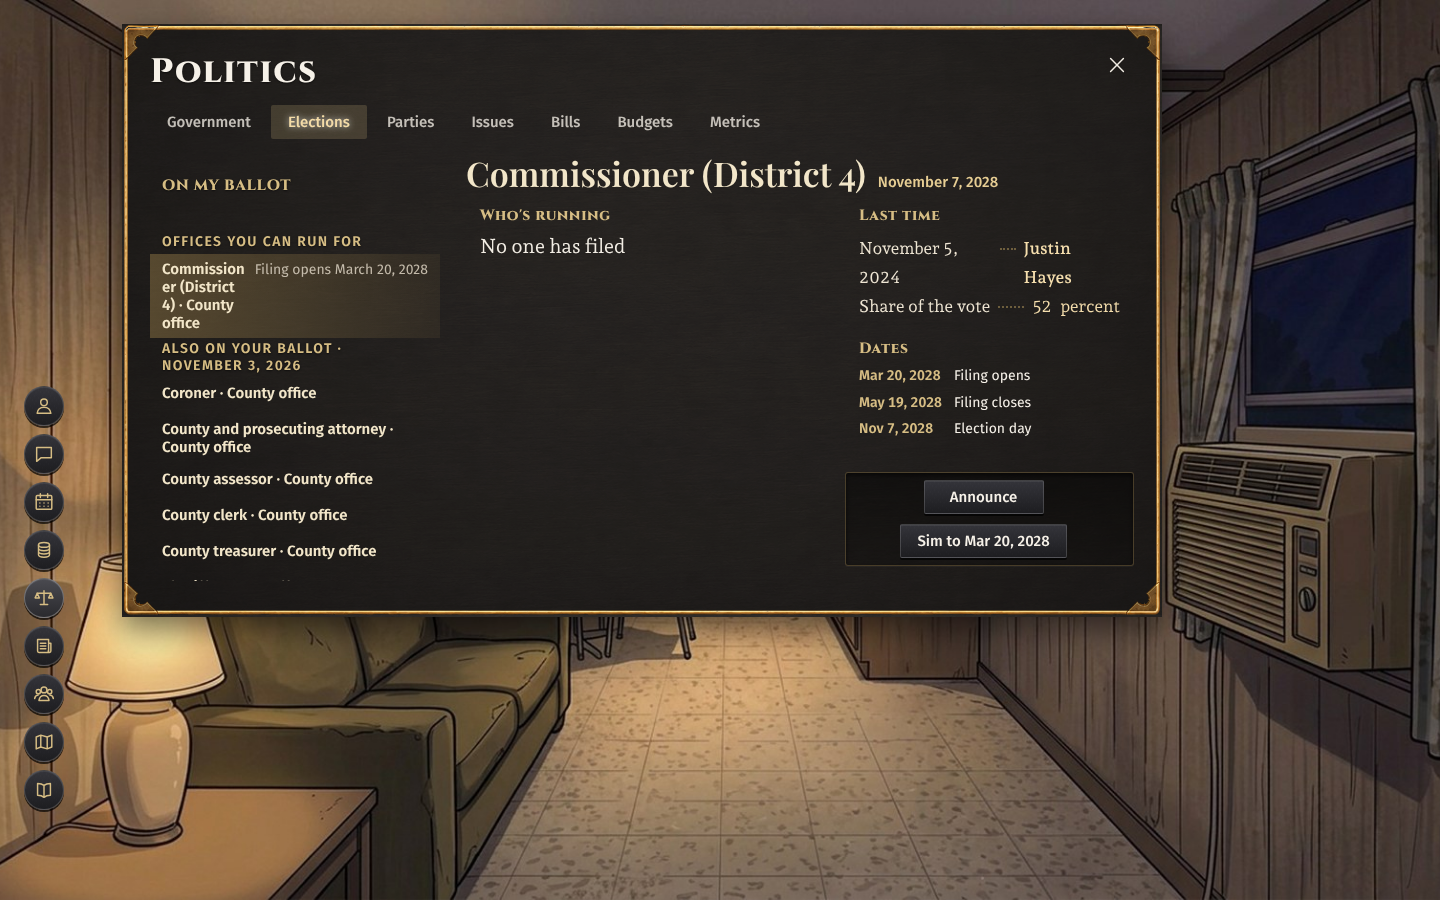 Politics
Government
Elections
Parties
Issues
Bills
Budgets
Metrics
On my ballot
OFFICES YOU CAN RUN FOR
Commission
er (District
4) · County
office
Filing opens March 20, 2028
ALSO ON YOUR BALLOT ·
NOVEMBER 3, 2026
Coroner · County office
County and prosecuting attorney ·
County office
County assessor · County office
County clerk · County office
County treasurer · County office
Commissioner (District 4) November 7, 2028
Who's running
No one has filed
Last time
November 5, 2024 Justin Hayes
Share of the vote 52 percent
Dates
Mar 20, 2028 Filing opens
May 19, 2028 Filing closes
Nov 7, 2028 Election day
Announce
Sim to Mar 20, 2028